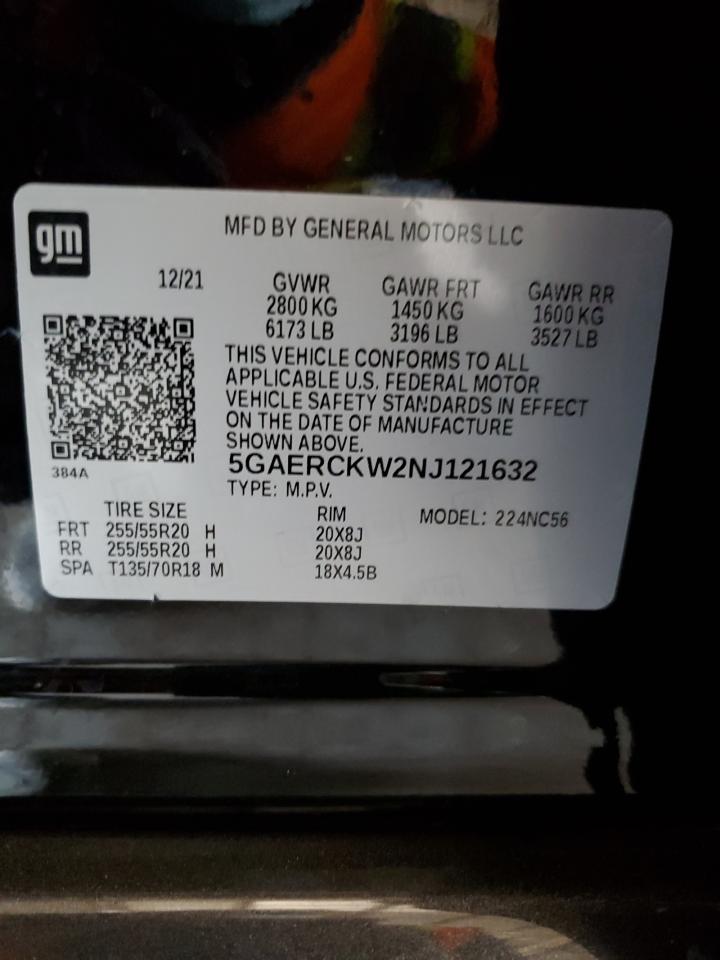 gm
MFD BY GENERAL MOTORS LLC
12/21 GVWR GAWR FRT GAWR RR
2800 KG 1450 KG 1600 KG
6173 LB 3196 LB 3527 LB
THIS VEHICLE CONFORMS TO ALL
APPLICABLE U.S. FEDERAL MOTOR
VEHICLE SAFETY STANDARDS IN EFFECT
ON THE DATE OF MANUFACTURE
SHOWN ABOVE.
384A
5GAERCKW2NJ121632
TYPE: M.P.V.
TIRE SIZE RIM MODEL: 224NC56
FRT 255/55R20 H 20X8J
RR 255/55R20 H 20X8J
SPA T135/70R18 M 18X4.5B